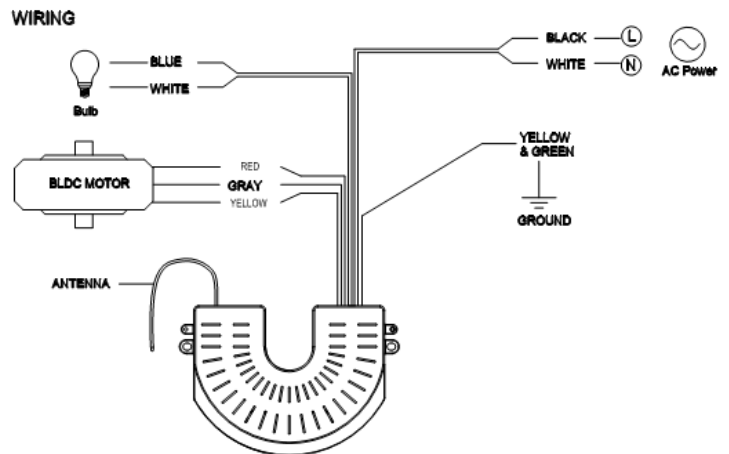 WIRING
BLUE
WHITE
Bulb
BLACK
L
WHITE
N
AC Power
BLDC MOTOR
RED
GRAY
YELLOW
YELLOW
& GREEN
GROUND
ANTENNA